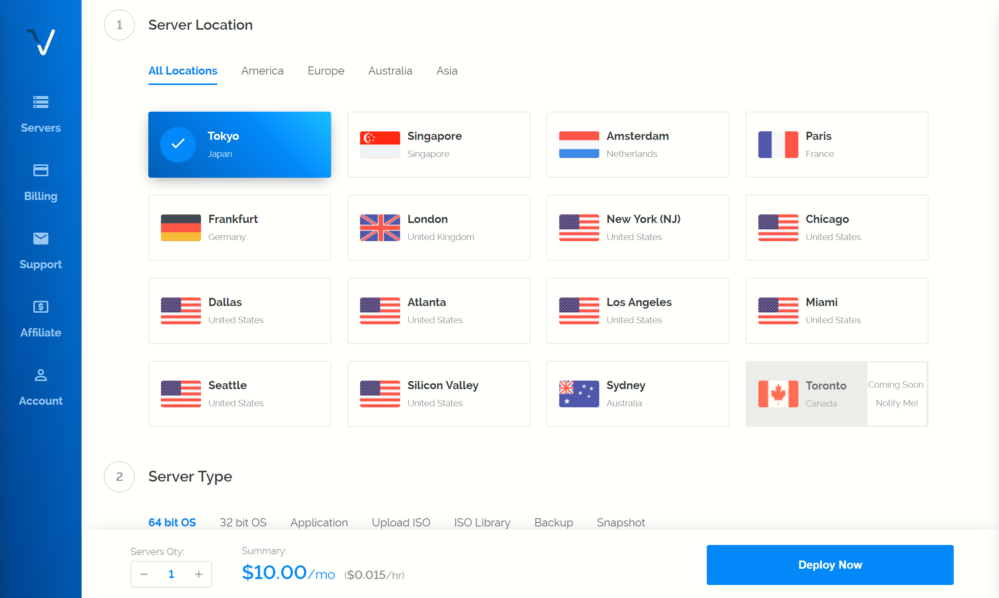 Servers
Billing
Support
Affiliate
Account
1 Server Location
All Locations America Europe Australia Asia
Tokyo
Japan
Singapore
Singapore
Amsterdam
Netherlands
Paris
France
Frankfurt
Germany
London
United Kingdom
New York (NJ)
United States
Chicago
United States
Dallas
United States
Atlanta
United States
Los Angeles
United States
Miami
United States
Seattle
United States
Silicon Valley
United States
Sydney
Australia
Toronto
Canada
Coming Soon
Notify Me!
2 Server Type
64 bit OS 32 bit OS Application Upload ISO ISO Library Backup Snapshot
Servers Qty:
− 1 +
Summary:
$10.00/mo ($0.015/hr)
Deploy Now